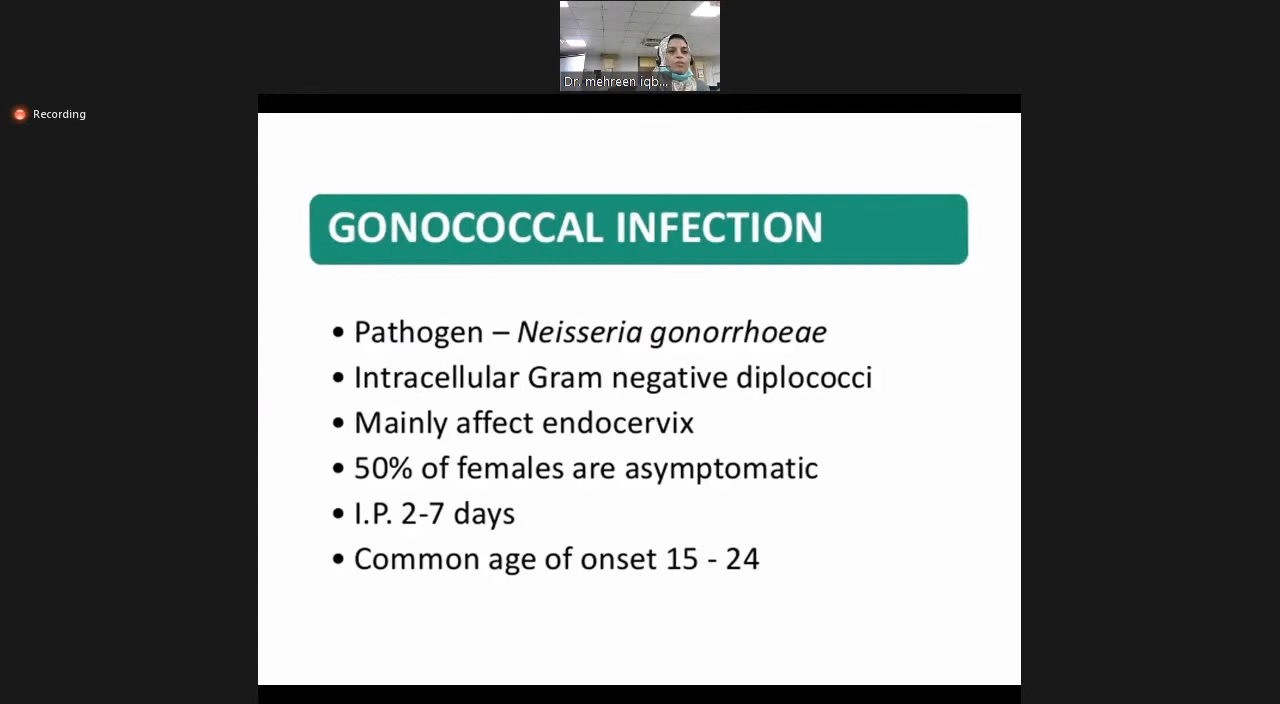 Dr. mehreen iqb...
Recording
GONOCOCCAL INFECTION
• Pathogen – Neisseria gonorrhoeae
• Intracellular Gram negative diplococci
• Mainly affect endocervix
• 50% of females are asymptomatic
• I.P. 2-7 days
• Common age of onset 15 - 24